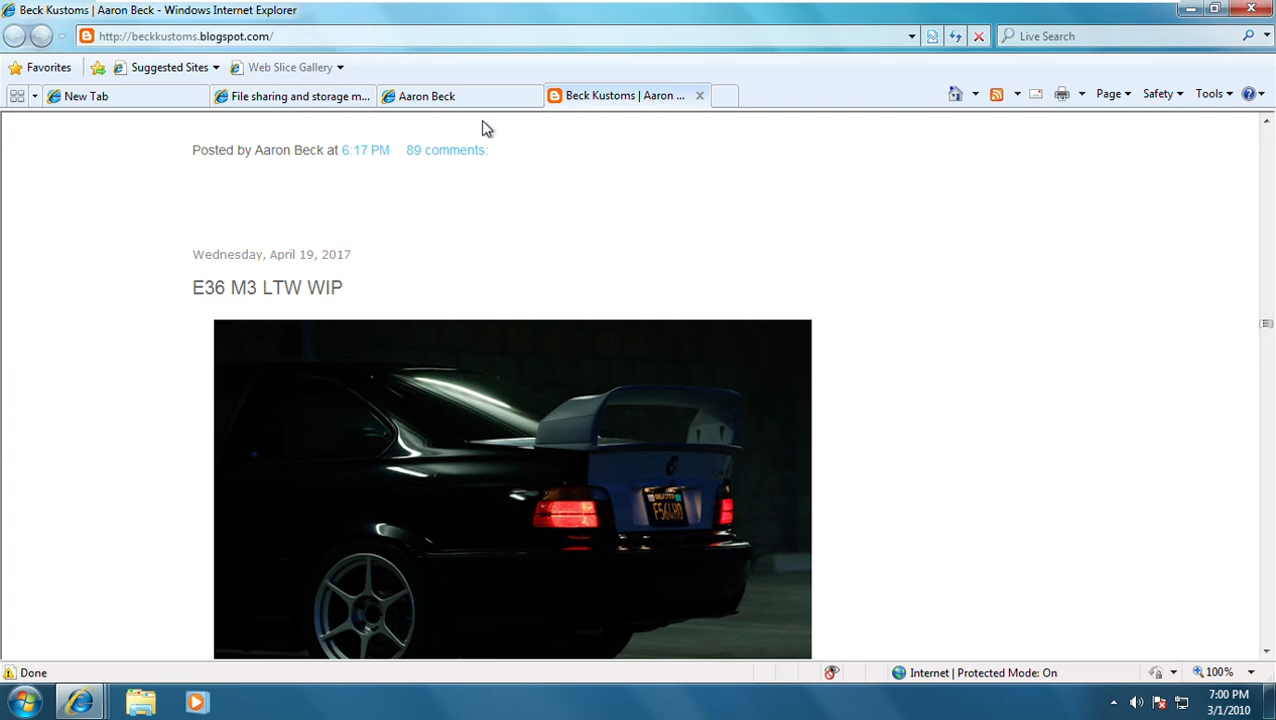 Beck Kustoms | Aaron Beck - Windows Internet Explorer
http://beckkustoms.blogspot.com/
Live Search
Favorites
Suggested Sites
Web Slice Gallery
New Tab
File sharing and storage m...
Aaron Beck
Beck Kustoms | Aaron ...
Page
Safety
Tools
Posted by Aaron Beck at 6:17 PM 89 comments:
Wednesday, April 19, 2017
E36 M3 LTW WIP
Done
Internet | Protected Mode: On
100%
7:00 PM
3/1/2010